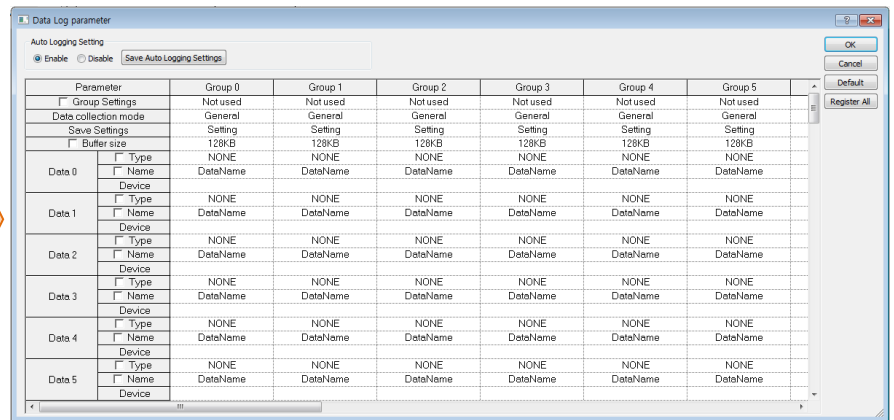 Data Log parameter
Auto Logging Setting
Enable Disable Save Auto Logging Settings
OK
Cancel
Default
Register All
Parameter Group 0 Group 1 Group 2 Group 3 Group 4 Group 5
Group Settings Not used Not used Not used Not used Not used Not used
Data collection mode General General General General General General
Save Settings Setting Setting Setting Setting Setting Setting
Buffer size 128KB 128KB 128KB 128KB 128KB 128KB
Data 0 Type NONE NONE NONE NONE NONE NONE
Name DataName DataName DataName DataName DataName DataName
Device
Data 1 Type NONE NONE NONE NONE NONE NONE
Name DataName DataName DataName DataName DataName DataName
Device
Data 2 Type NONE NONE NONE NONE NONE NONE
Name DataName DataName DataName DataName DataName DataName
Device
Data 3 Type NONE NONE NONE NONE NONE NONE
Name DataName DataName DataName DataName DataName DataName
Device
Data 4 Type NONE NONE NONE NONE NONE NONE
Name DataName DataName DataName DataName DataName DataName
Device
Data 5 Type NONE NONE NONE NONE NONE NONE
Name DataName DataName DataName DataName DataName DataName
Device